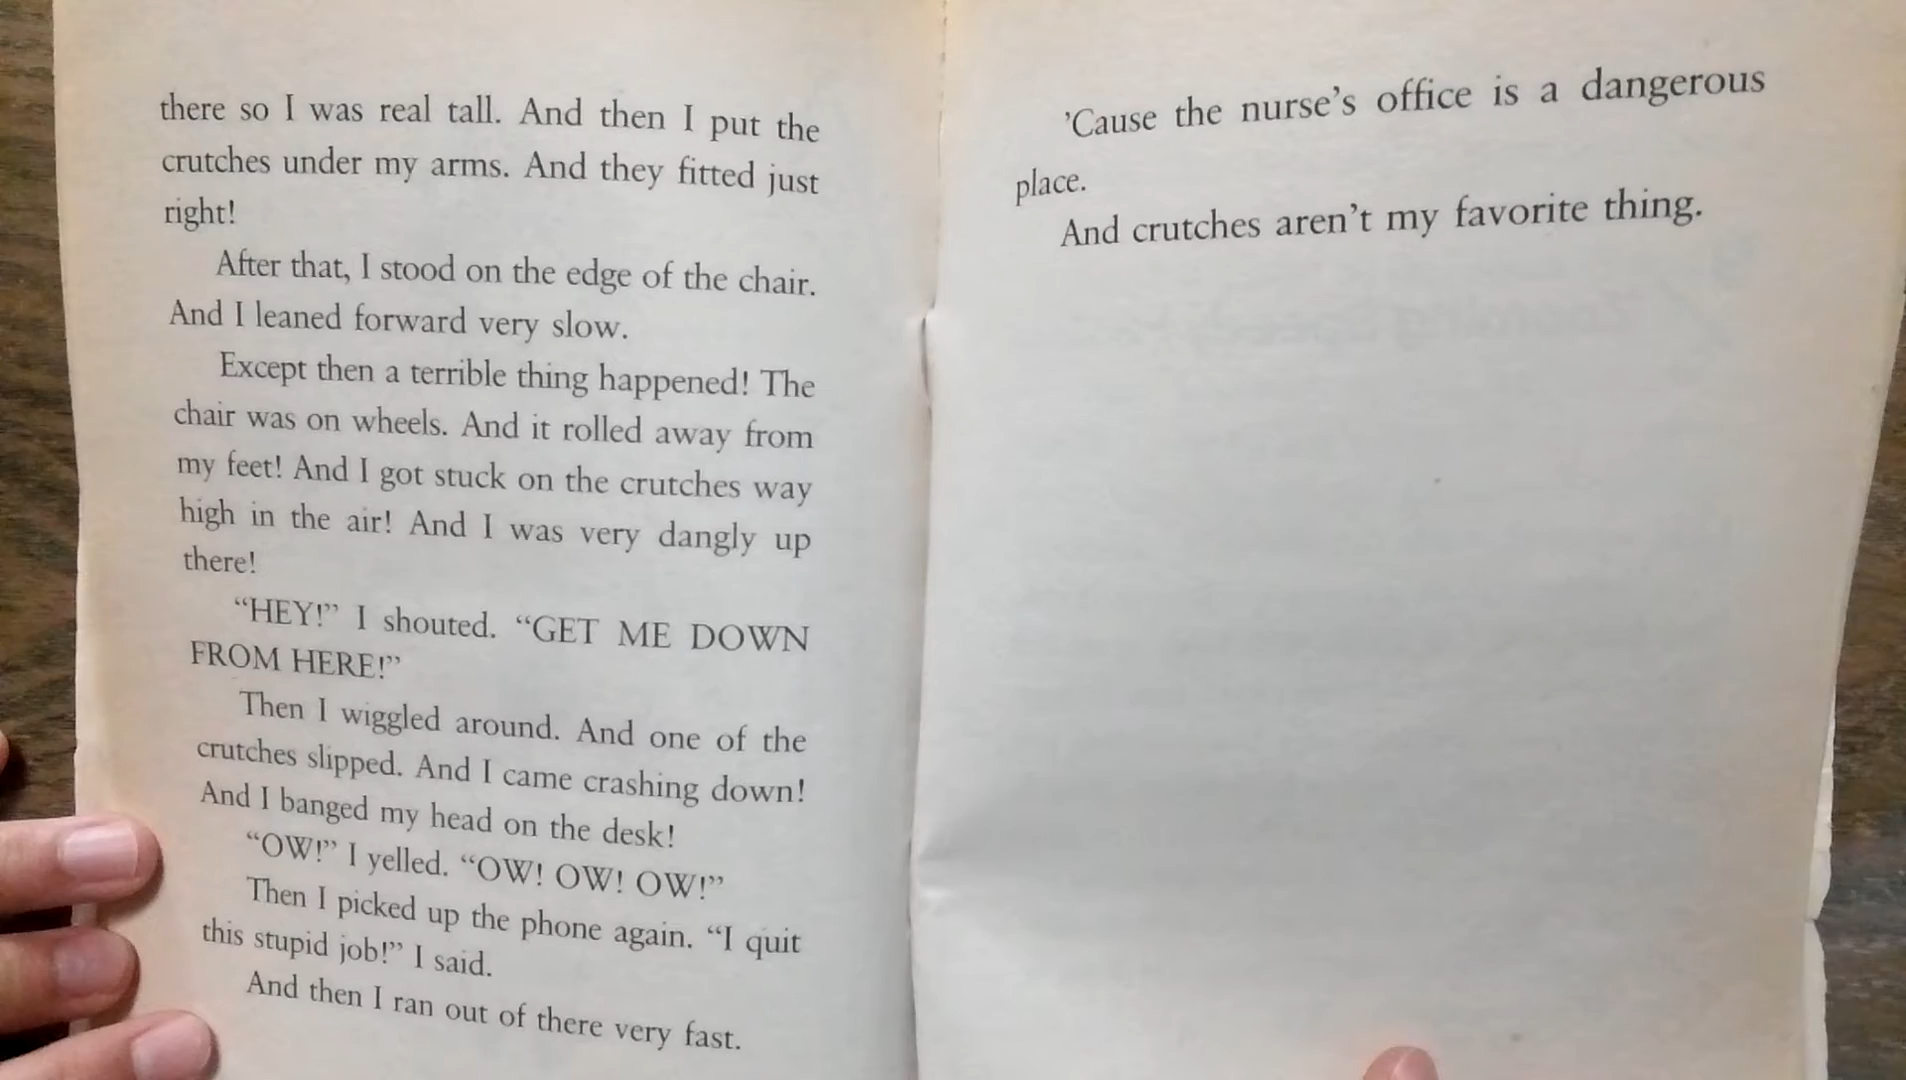 there so I was real tall. And then I put the
crutches under my arms. And they fitted just
right!
After that, I stood on the edge of the chair.
And I leaned forward very slow.
Except then a terrible thing happened! The
chair was on wheels. And it rolled away from
my feet! And I got stuck on the crutches way
high in the air! And I was very dangly up
there!
“HEY!” I shouted. “GET ME DOWN
FROM HERE!”
Then I wiggled around. And one of the
crutches slipped. And I came crashing down!
And I banged my head on the desk!
“OW!” I yelled. “OW! OW! OW!”
Then I picked up the phone again. “I quit
this stupid job!” I said.
And then I ran out of there very fast.
’Cause the nurse’s office is a dangerous
place.
And crutches aren’t my favorite thing.